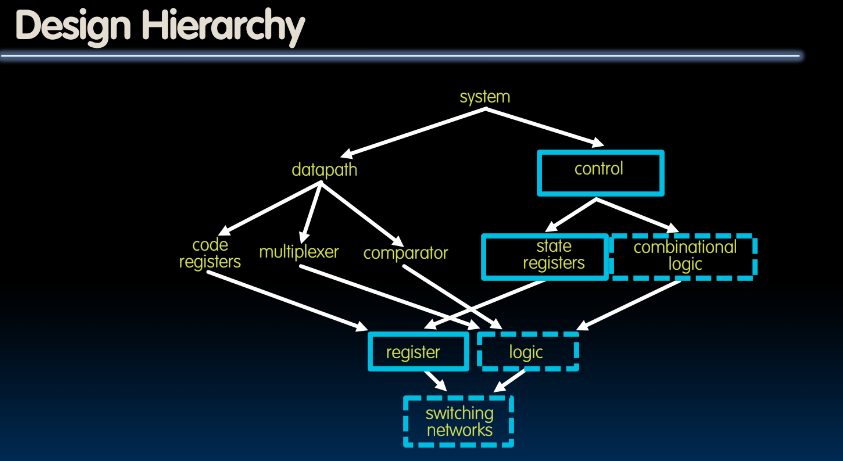 Design Hierarchy
system
datapath
control
code
registers
multiplexer
comparator
state
registers
combinational
logic
register
logic
switching
networks